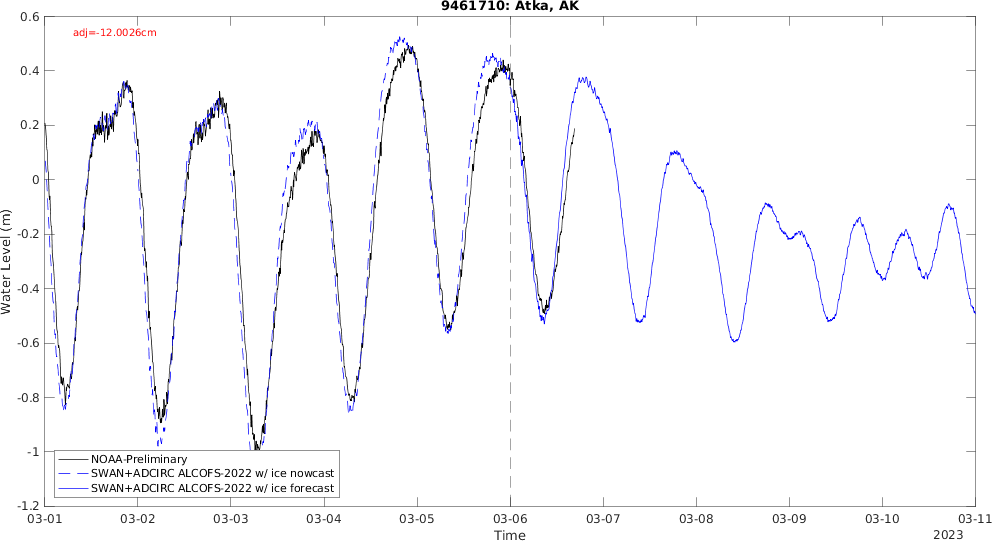 9461710: Atka, AK
adj=-12.0026cm
0.6
0.4
0.2
0
-0.2
-0.4
-0.6
-0.8
-1
-1.2
Water Level (m)
NOAA-Preliminary
SWAN+ADCIRC ALCOFS-2022 w/ ice nowcast
SWAN+ADCIRC ALCOFS-2022 w/ ice forecast
03-01 03-02 03-03 03-04 03-05 03-06 03-07 03-08 03-09 03-10 03-11
Time
2023